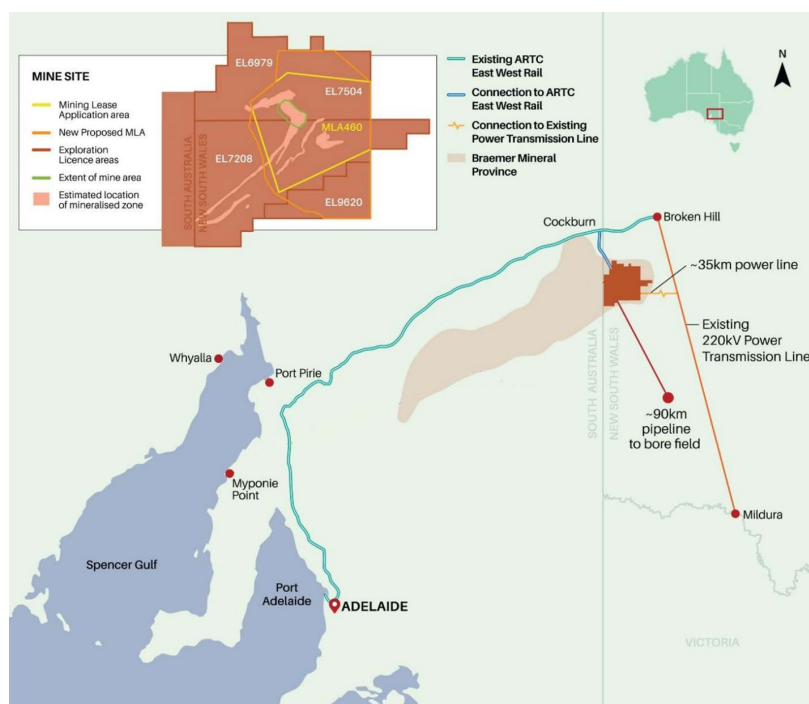 MINE SITE
Mining Lease
Application area
New Proposed MLA
Exploration
Licence areas
Extent of mine area
Estimated location
of mineralised zone
EL6979
EL7504
MLA460
EL7208
EL9620
SOUTH AUSTRALIA
NEW SOUTH WALES
Existing ARTC
East West Rail
Connection to ARTC
East West Rail
Connection to Existing
Power Transmission Line
Braemer Mineral
Province
N
Cockburn
Broken Hill
~35km power line
Existing
220kV Power
Transmission Line
SOUTH AUSTRALIA
NEW SOUTH WALES
~90km
pipeline
to bore field
Whyalla
Port Pirie
Myponie
Point
Mildura
Spencer Gulf
Port
Adelaide
ADELAIDE
VICTORIA